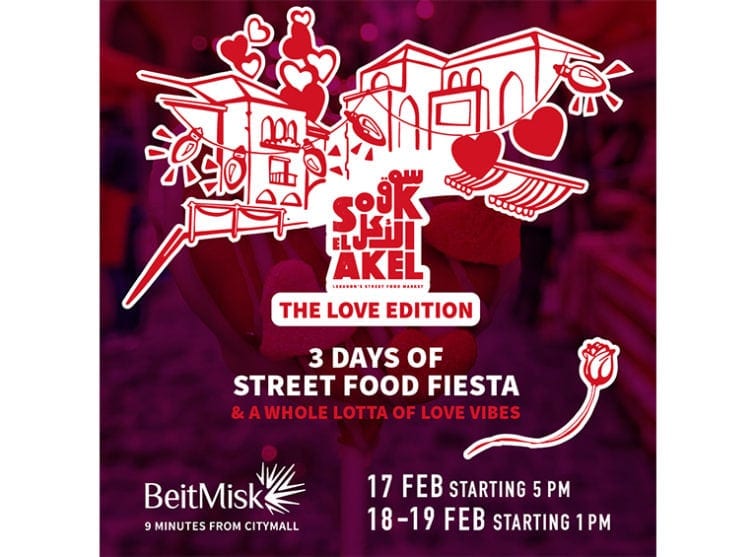 سوق
SOUK
EL الأكل
AKEL
LEBANON'S STREET FOOD MARKET
THE LOVE EDITION
3 DAYS OF
STREET FOOD FIESTA
& A WHOLE LOTTA OF LOVE VIBES
BeitMisk
9 MINUTES FROM CITYMALL
17 FEB STARTING 5 PM
18-19 FEB STARTING 1 PM